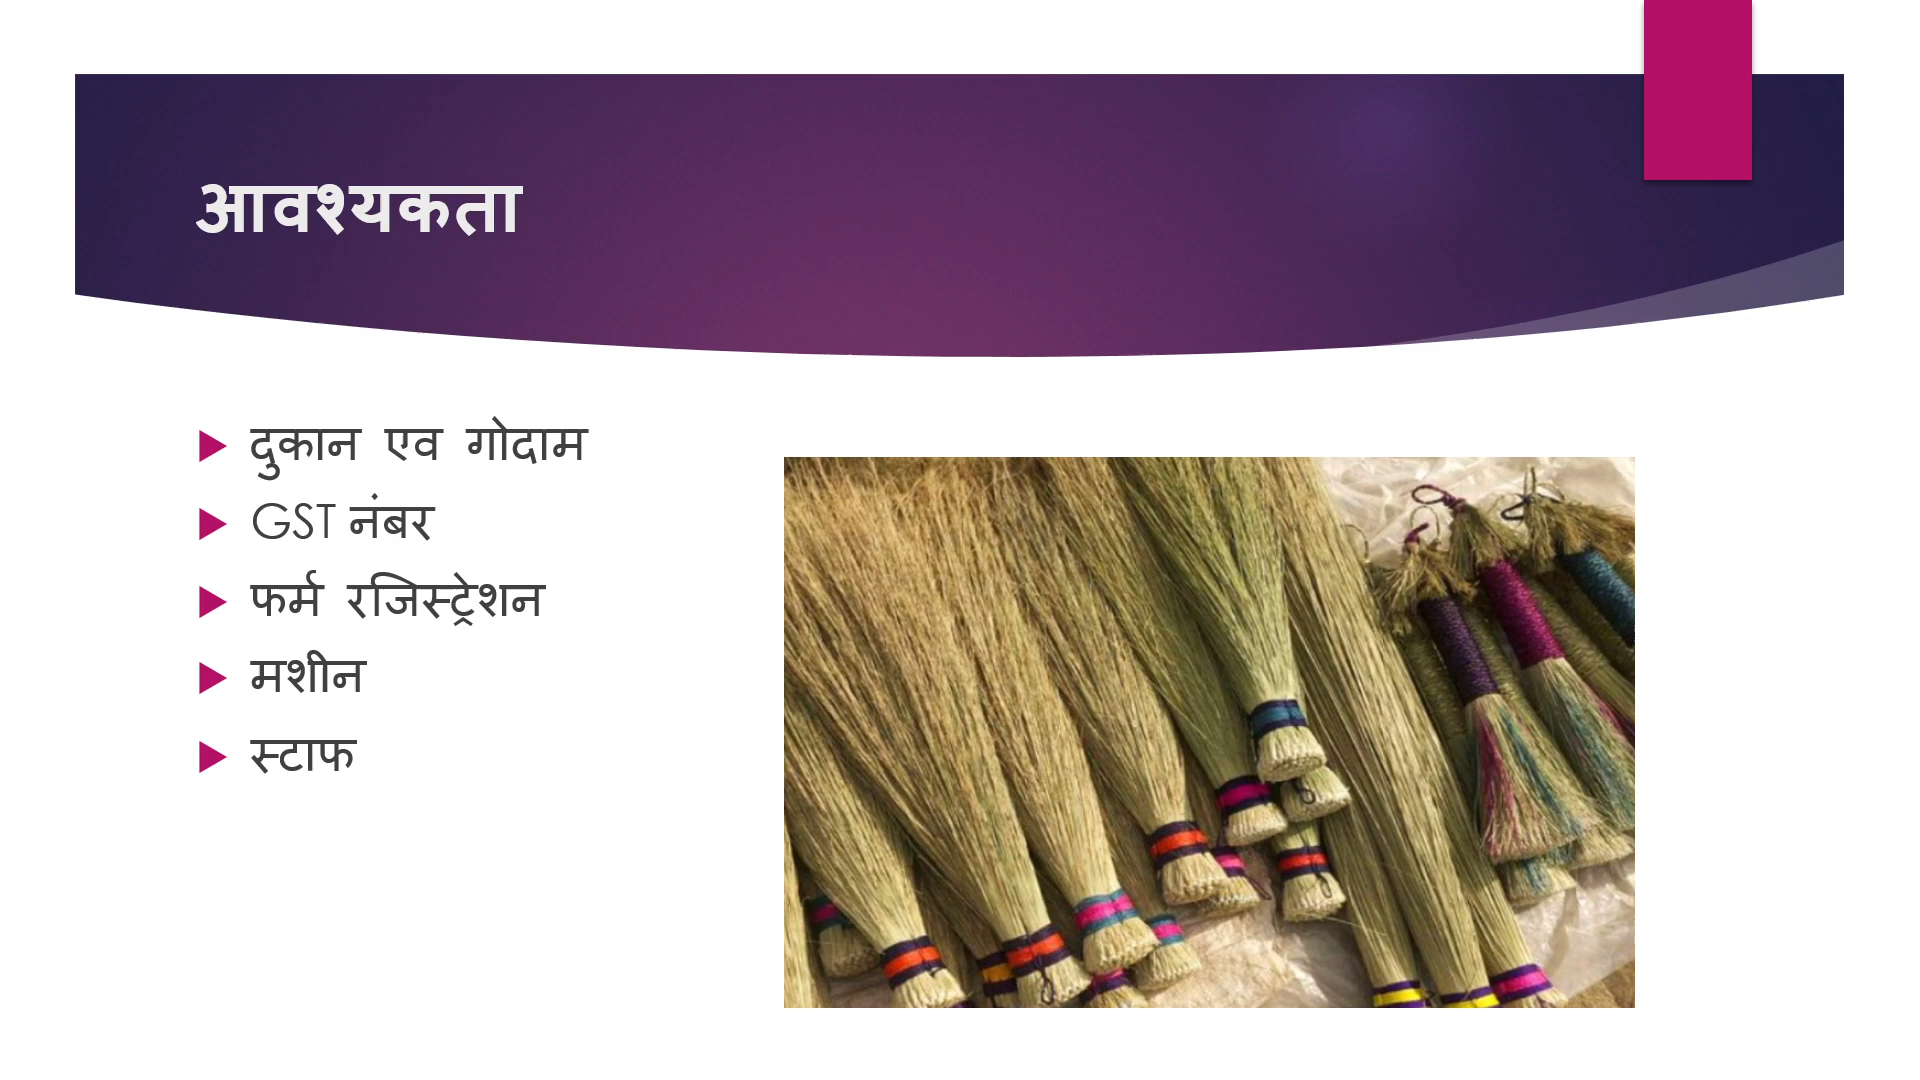 आवश्यकता
दुकान एव गोदाम
GST नंबर
फर्म रजिस्ट्रेशन
मशीन
स्टाफ